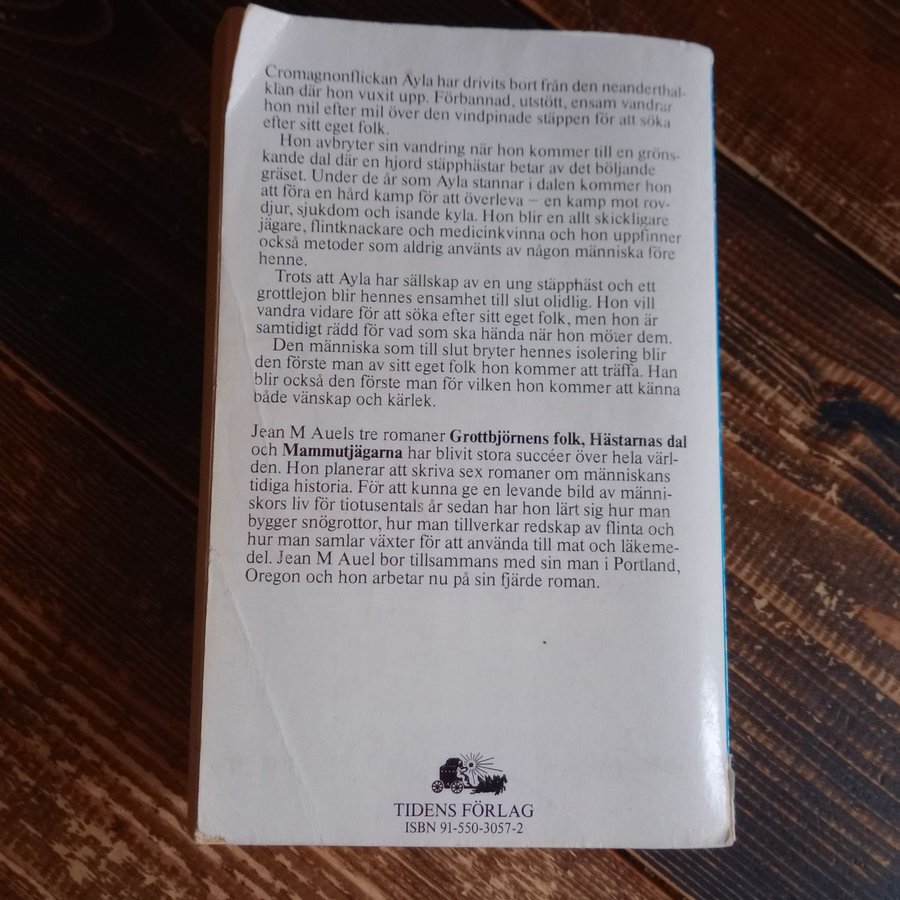 Cromagnonflickan Ayla har drivits bort från den neanderthal-
klan där hon vuxit upp. Förbannad, utstött, ensam vandrar
hon mil efter mil över den vindpinade stäppen för att söka
efter sitt eget folk.
Hon avbryter sin vandring när hon kommer till en gröns-
kande dal där en hjord stäpphästar betar av det böljande
gräset. Under de år som Ayla stannar i dalen kommer hon
att föra en hård kamp för att överleva – en kamp mot rov-
djur, sjukdom och isande kyla. Hon blir en allt skickligare
jägare, flintknackare och medicinkvinna och hon uppfinner
också metoder som aldrig använts av någon människa före
henne.
Trots att Ayla har sällskap av en ung stäpphäst och ett
grottlejon blir hennes ensamhet till slut olidlig. Hon vill
vandra vidare för att söka efter sitt eget folk, men hon är
samtidigt rädd för vad som ska hända när hon möter dem.
Den människa som till slut bryter hennes isolering blir
den förste man av sitt eget folk hon kommer att träffa. Han
blir också den förste man för vilken hon kommer att känna
både vänskap och kärlek.
Jean M Auels tre romaner Grottbjörnens folk, Hästarnas dal
och Mammutjägarna har blivit stora succéer över hela värl-
den. Hon planerar att skriva sex romaner om människans
tidiga historia. För att kunna ge en levande bild av männi-
skors liv för tiotusentals år sedan har hon lärt sig hur man
bygger snögrottor, hur man tillverkar redskap av flinta och
hur man samlar växter för att använda till mat och läkeme-
del. Jean M Auel bor tillsammans med sin man i Portland,
Oregon och hon arbetar nu på sin fjärde roman.
TIDENS FÖRLAG
ISBN 91-550-3057-2